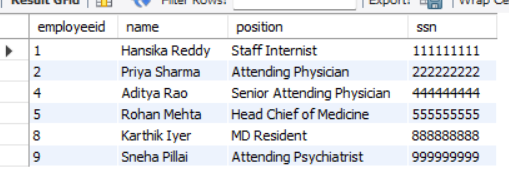 Result Grid Filter Rows: Export: Wrap Ce
employeeid name position ssn
1 Hansika Reddy Staff Internist 111111111
2 Priya Sharma Attending Physician 222222222
4 Aditya Rao Senior Attending Physician 444444444
5 Rohan Mehta Head Chief of Medicine 555555555
8 Karthik Iyer MD Resident 888888888
9 Sneha Pillai Attending Psychiatrist 999999999